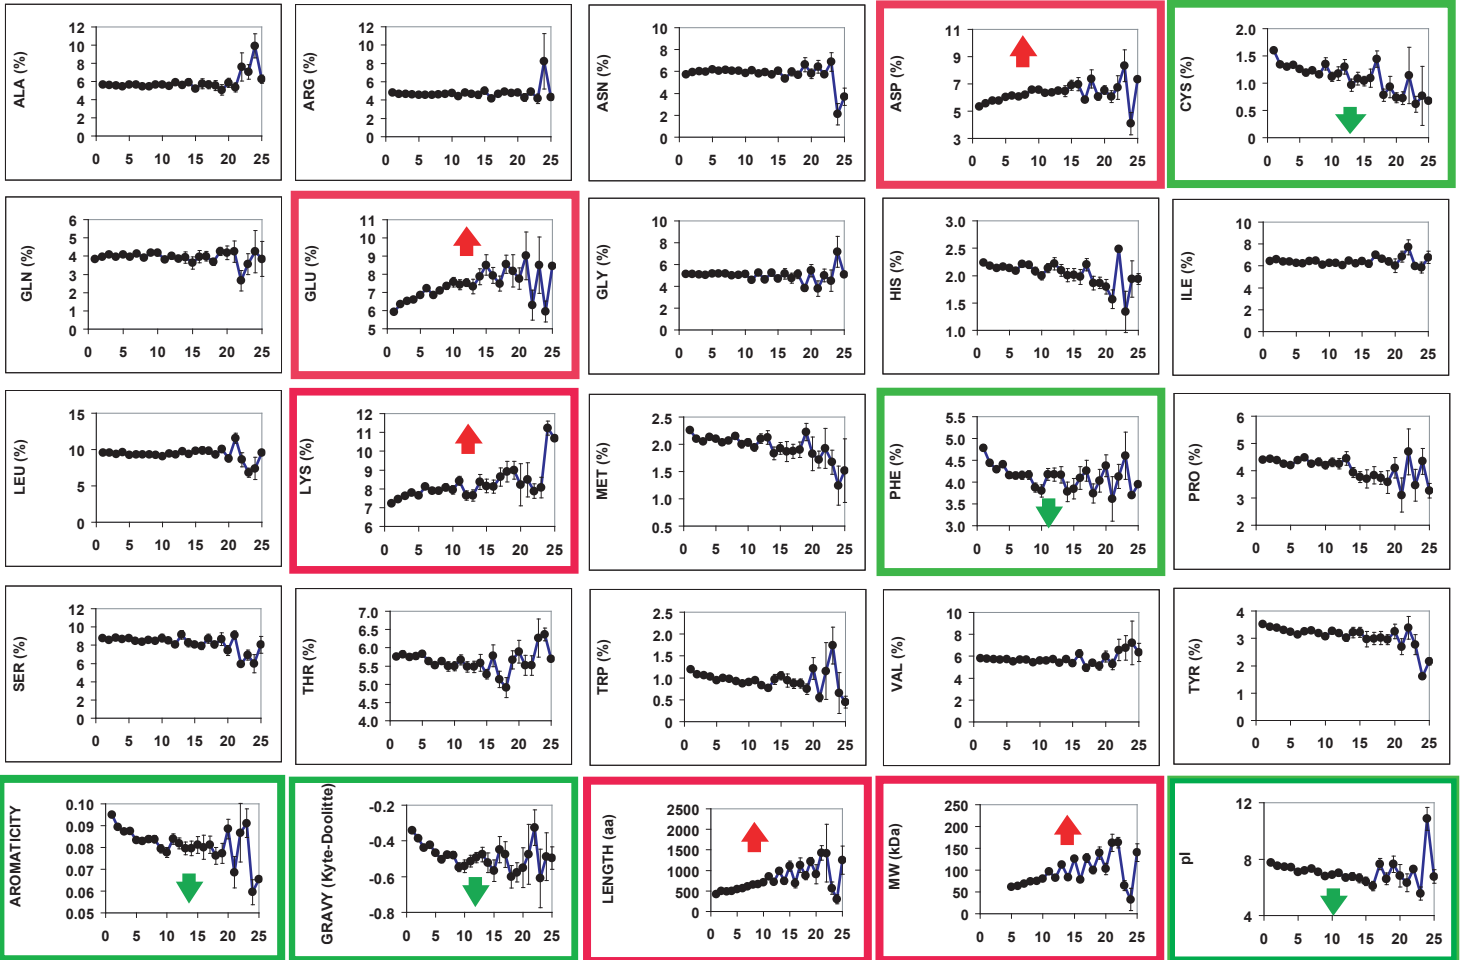 ALA (%)
12
10
8
6
4
2
0
0 5 10 15 20 25
ARG (%)
12
10
8
6
4
2
0
0 5 10 15 20 25
ASN (%)
10
8
6
4
2
0
0 5 10 15 20 25
ASP (%)
11
9
7
5
3
0 5 10 15 20 25
CYS (%)
2.0
1.5
1.0
0.5
0
0 5 10 15 20 25
GLN (%)
6
5
4
3
2
1
0
0 5 10 15 20 25
GLU (%)
11
10
9
8
7
6
5
0 5 10 15 20 25
GLY (%)
10
8
6
4
2
0
0 5 10 15 20 25
HIS (%)
3.0
2.5
2.0
1.5
1.0
0 5 10 15 20 25
ILE (%)
10
8
6
4
2
0
0 5 10 15 20 25
LEU (%)
15
10
5
0
0 5 10 15 20 25
LYS (%)
12
11
10
9
8
7
6
0 5 10 15 20 25
MET (%)
2.5
2.0
1.5
1.0
0.5
0 5 10 15 20 25
PHE (%)
5.5
5.0
4.5
4.0
3.5
3.0
0 5 10 15 20 25
PRO (%)
6
5
4
3
2
0 5 10 15 20 25
SER (%)
12
10
8
6
4
2
0
0 5 10 15 20 25
THR (%)
7.0
6.5
6.0
5.5
5.0
4.5
4.0
0 5 10 15 20 25
TRP (%)
2.5
2.0
1.5
1.0
0.5
0
0 5 10 15 20 25
VAL (%)
10
8
6
4
2
0
0 5 10 15 20 25
TYR (%)
4
3
2
1
0
0 5 10 15 20 25
AROMATICITY
0.10
0.09
0.08
0.07
0.06
0.05
0 5 10 15 20 25
GRAVY (Kyte-Doolitte)
-0.2
-0.4
-0.6
-0.8
0 5 10 15 20 25
LENGTH (aa)
2500
2000
1500
1000
500
0
0 5 10 15 20 25
MW (kDa)
250
200
150
100
50
0
0 5 10 15 20 25
pI
12
8
4
0 5 10 15 20 25